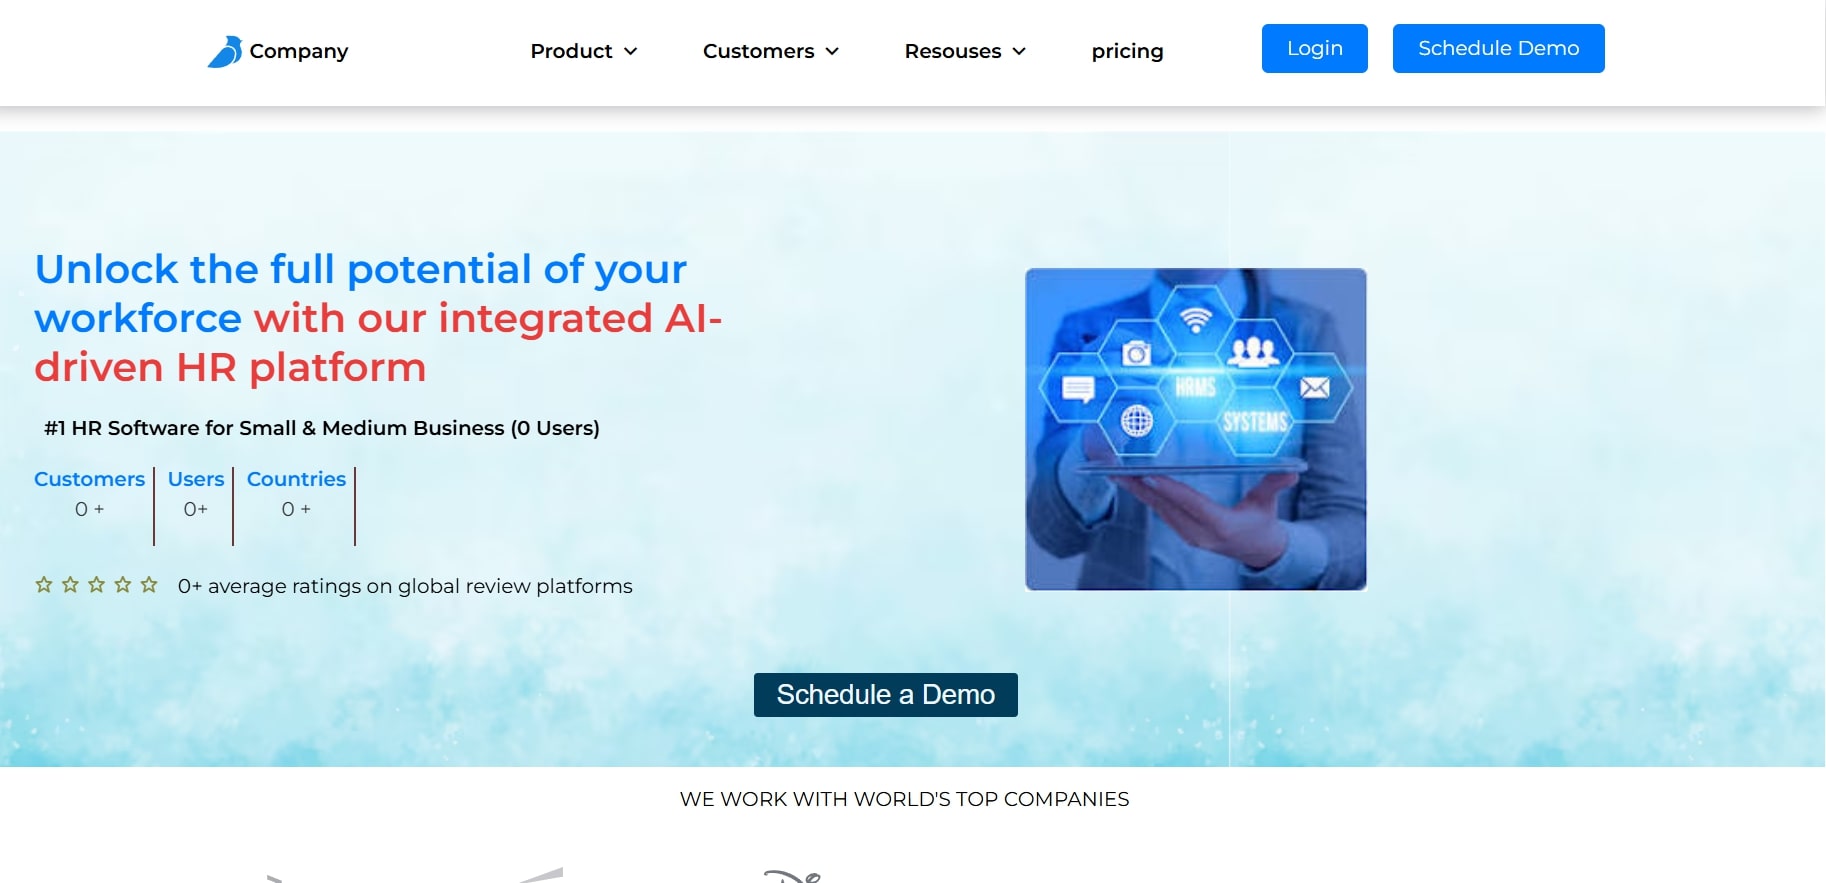 Company
Product
Customers
Resouses
pricing
Login
Schedule Demo
Unlock the full potential of your
workforce with our integrated AI-
driven HR platform
HRMS
SYSTEMS
#1 HR Software for Small & Medium Business (0 Users)
Customers
0 +
Users
0+
Countries
0 +
0+ average ratings on global review platforms
Schedule a Demo
WE WORK WITH WORLD'S TOP COMPANIES